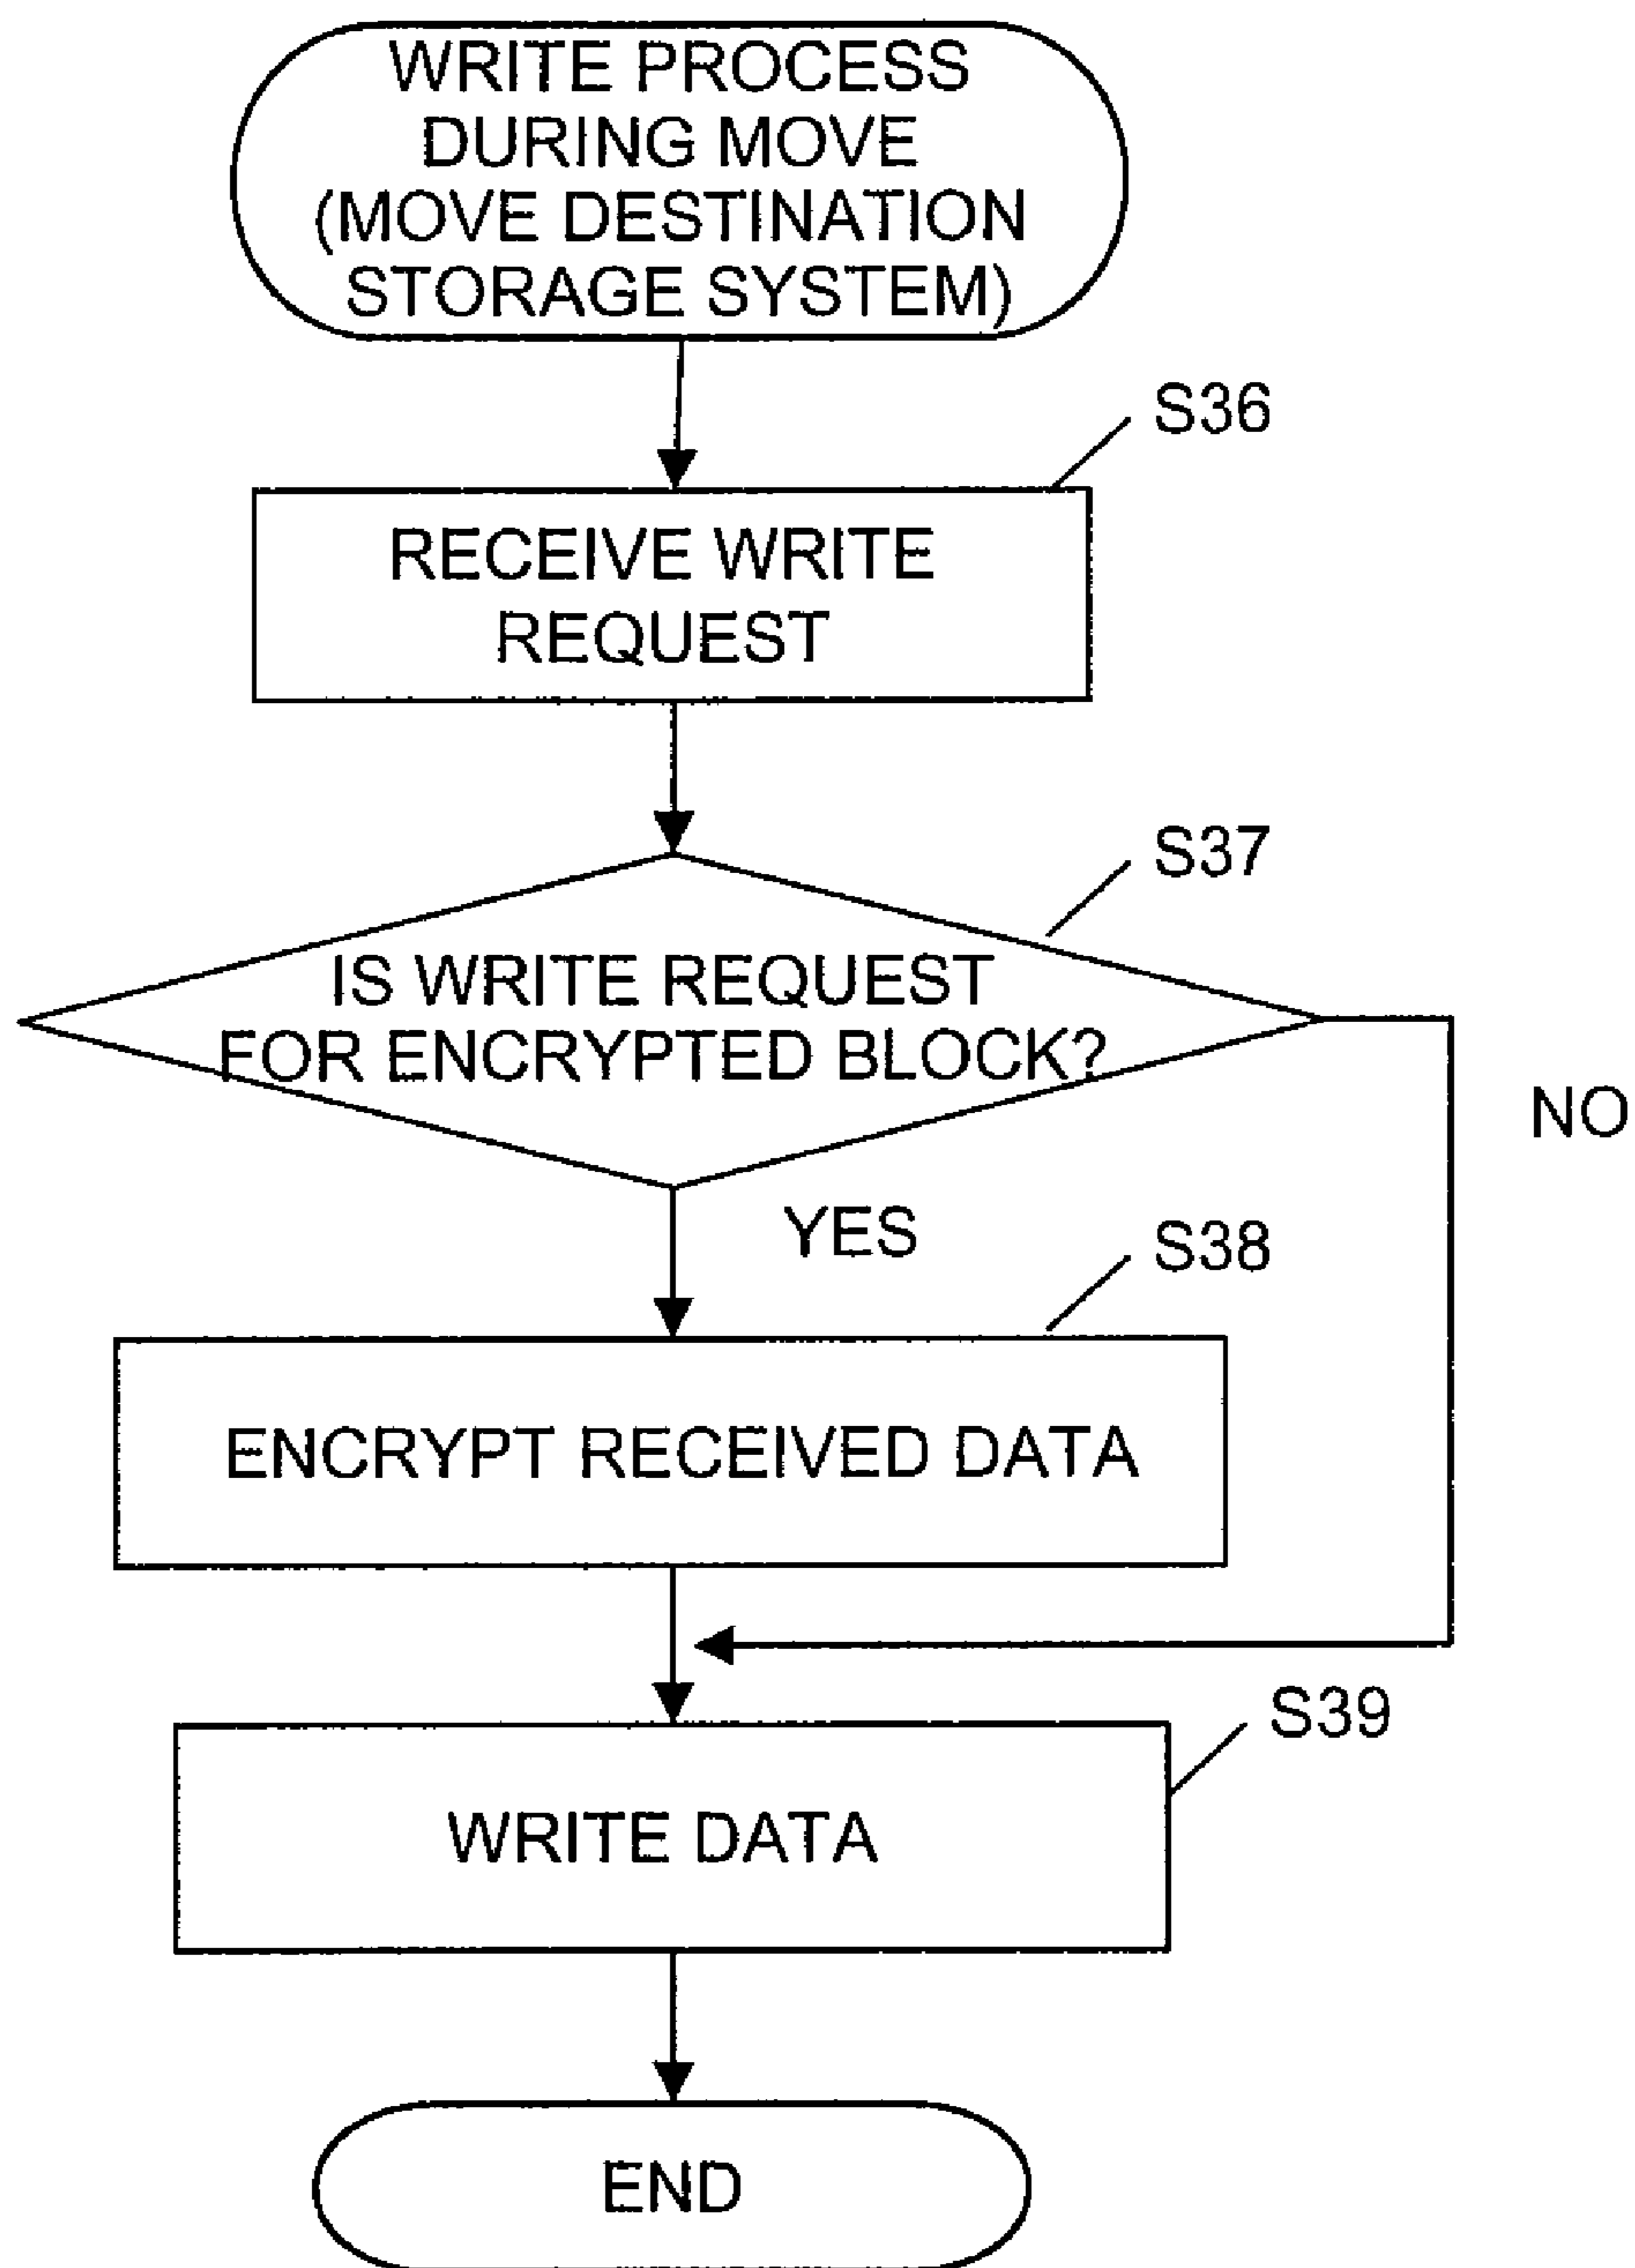 WRITE PROCESS
DURING MOVE
(MOVE DESTINATION
STORAGE SYSTEM)
S36
RECEIVE WRITE
REQUEST
S37
IS WRITE REQUEST
FOR ENCRYPTED BLOCK?
NO
YES
S38
ENCRYPT RECEIVED DATA
S39
WRITE DATA
END